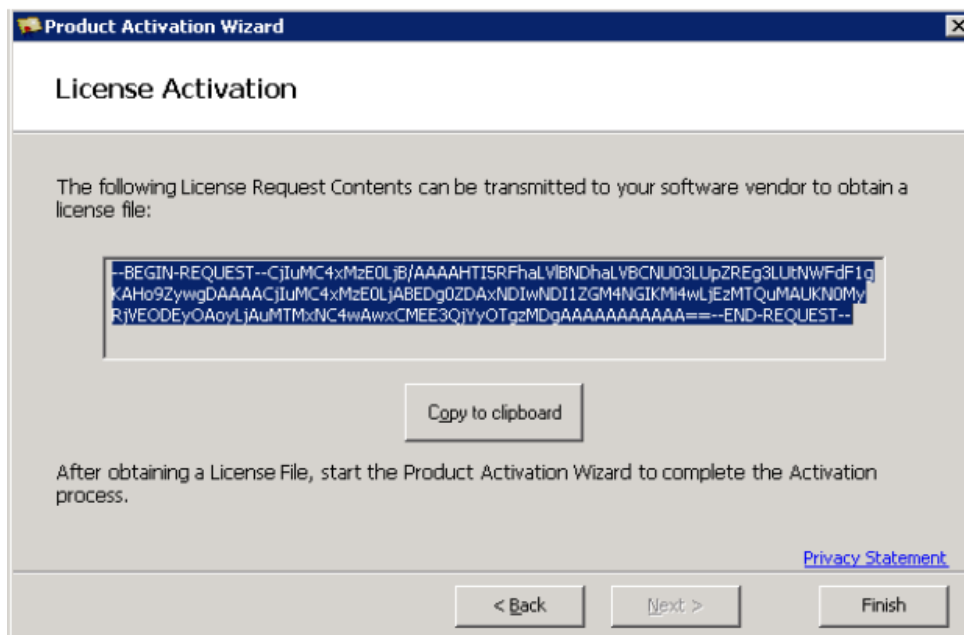 Product Activation Wizard
License Activation
The following License Request Contents can be transmitted to your software vendor to obtain a
license file:
--BEGIN-REQUEST--CjIuMC4xMzE0LjB/AAAAHTI5RFhaLVlBNDhaLVBCNU03LUpZREg3LUtNWFdF1g
KAHo9ZywgDAAAACjIuMC4xMzE0LjABEDg0ZDAxNDIwNDI1ZGM4NGIKMi4wLjEzMTQuMAUKN0My
RjVEODEyOAoyLjAuMTMxNC4wAwxCMEE3QjYyOTgzMDgAAAAAAAAAAA==--END-REQUEST--
Copy to clipboard
After obtaining a License File, start the Product Activation Wizard to complete the Activation
process.
Privacy Statement
< Back
Next >
Finish